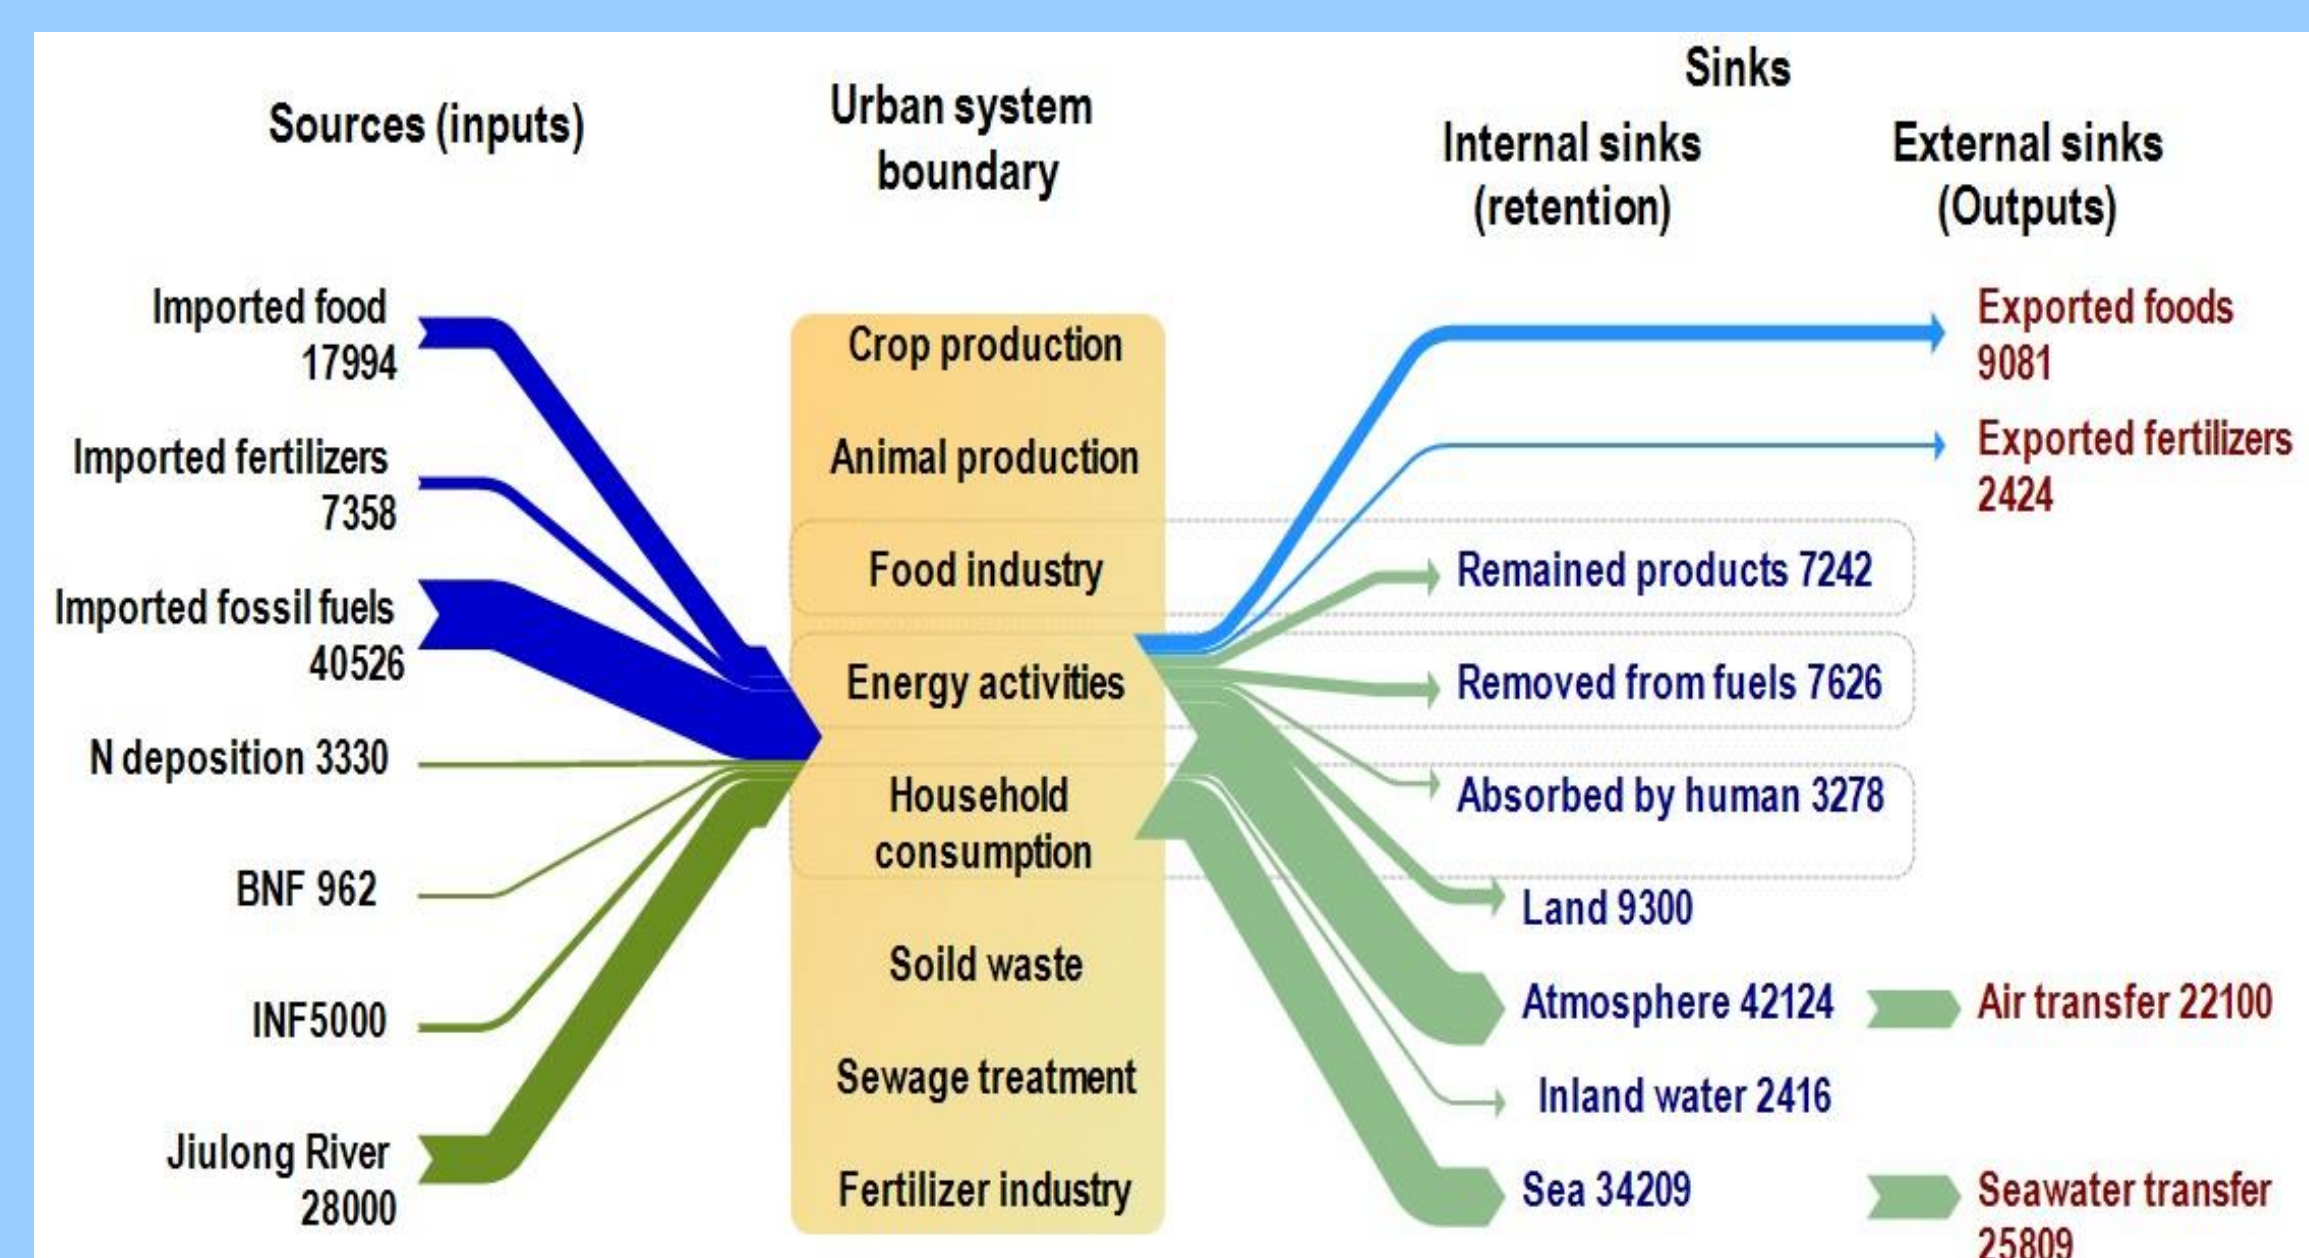 Sources (inputs)
Urban system
boundary
Sinks
Internal sinks
(retention)
External sinks
(Outputs)
Imported food
17994
Imported fertilizers
7358
Imported fossil fuels
40526
N deposition 3330
BNF 962
INF5000
Jiulong River
28000
Crop production
Animal production
Food industry
Energy activities
Household
consumption
Soild waste
Sewage treatment
Fertilizer industry
Remained products 7242
Removed from fuels 7626
Absorbed by human 3278
Land 9300
Atmosphere 42124
Inland water 2416
Sea 34209
Exported foods
9081
Exported fertilizers
2424
Air transfer 22100
Seawater transfer
25809